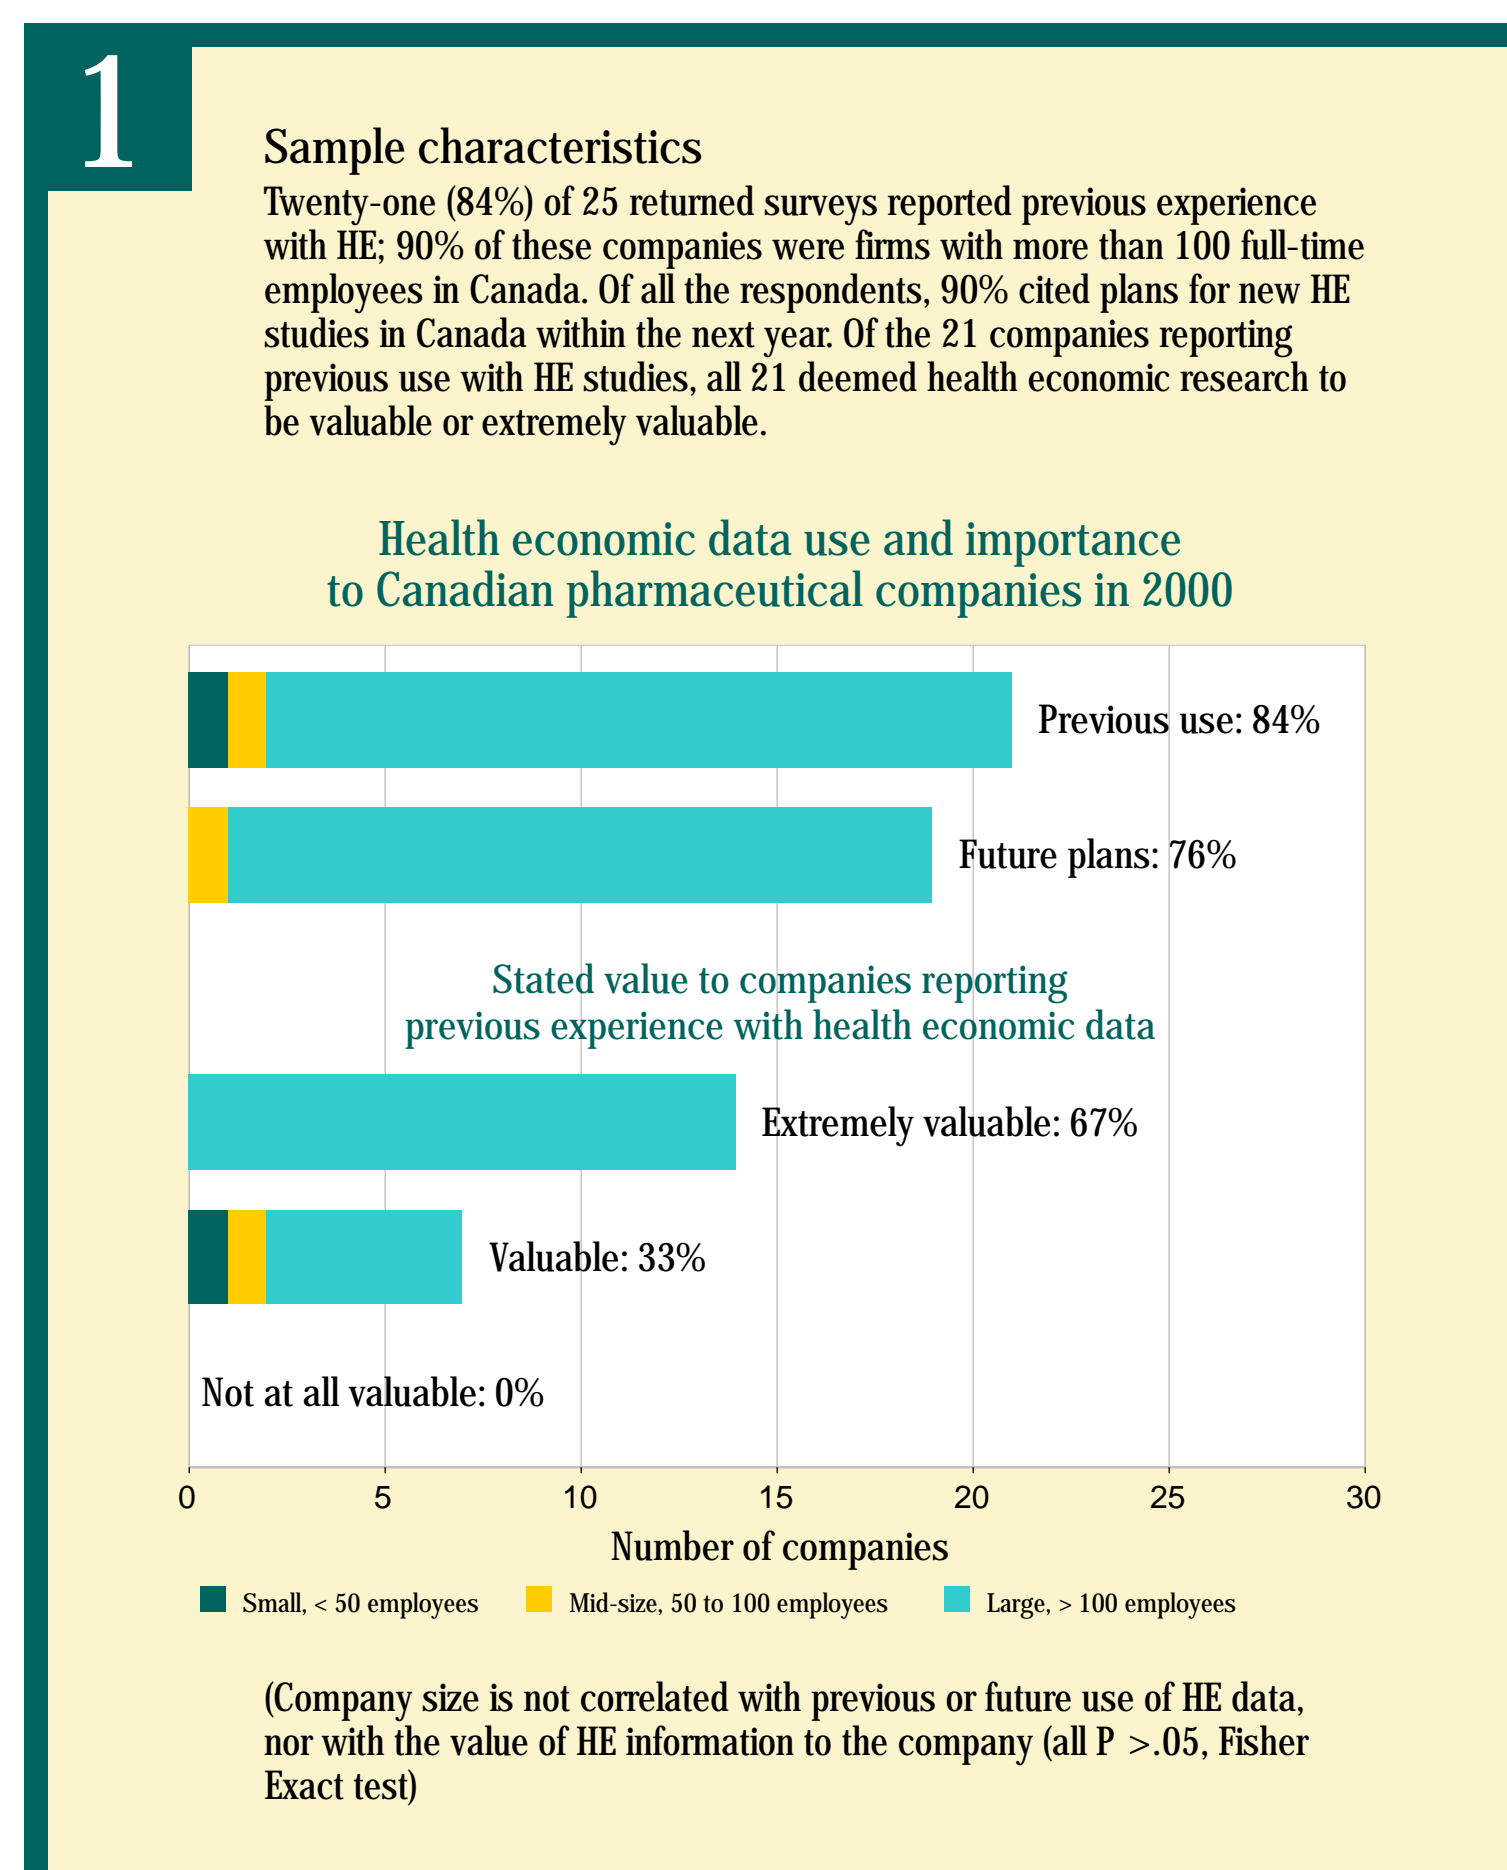 1
Sample characteristics
Twenty-one (84%) of 25 returned surveys reported previous experience
with HE; 90% of these companies were firms with more than 100 full-time
employees in Canada. Of all the respondents, 90% cited plans for new HE
studies in Canada within the next year. Of the 21 companies reporting
previous use with HE studies, all 21 deemed health economic research to
be valuable or extremely valuable.
Health economic data use and importance
to Canadian pharmaceutical companies in 2000
Previous use: 84%
Future plans: 76%
Stated value to companies reporting
previous experience with health economic data
Extremely valuable: 67%
Valuable: 33%
Not at all valuable: 0%
0 5 10 15 20 25 30
Number of companies
Small, < 50 employees Mid-size, 50 to 100 employees Large, > 100 employees
(Company size is not correlated with previous or future use of HE data,
nor with the value of HE information to the company (all P >.05, Fisher
Exact test)